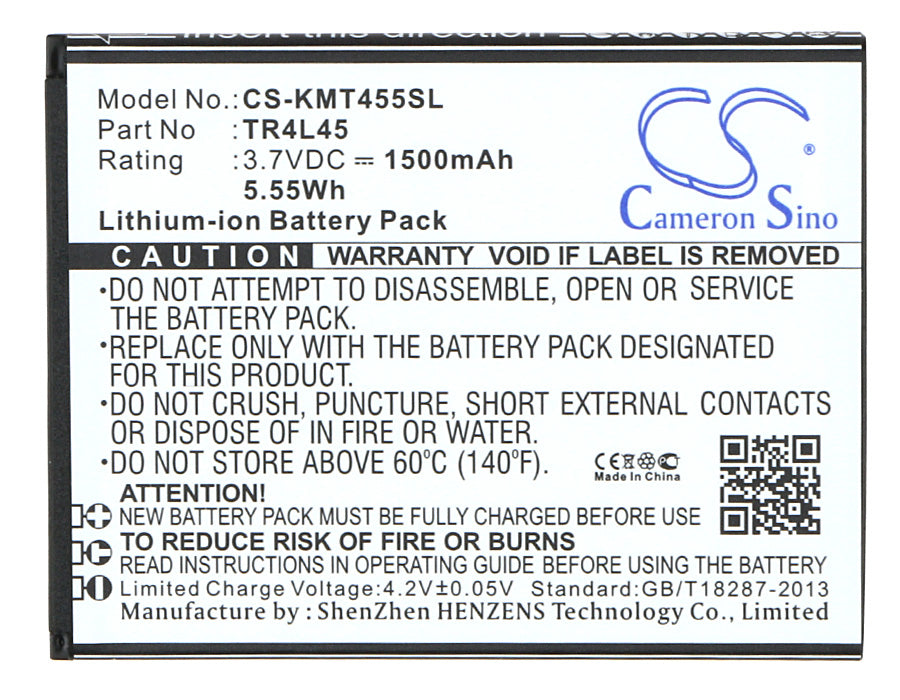 Insert this direction
Model No.: CS-KMT455SL
Part No : TR4L45
Rating : 3.7VDC ⎓ 1500mAh
5.55Wh
Lithium-ion Battery Pack
CS ®
Cameron Sino
CAUTION WARRANTY VOID IF LABEL IS REMOVED
•DO NOT ATTEMPT TO DISASSEMBLE, OPEN OR SERVICE
THE BATTERY PACK.
•REPLACE ONLY WITH THE BATTERY PACK DESIGNATED
FOR THIS PRODUCT.
•DO NOT CRUSH, PUNCTURE, SHORT EXTERNAL CONTACTS
OR DISPOSE OF IN FIRE OR WATER.
•DO NOT STORE ABOVE 60°C (140°F).
CE
Made in China
ATTENTION!
+ NEW BATTERY PACK MUST BE FULLY CHARGED BEFORE USE
TO REDUCE RISK OF FIRE OR BURNS
C READ INSTRUCTIONS IN OPERATING GUIDE BEFORE USING THE BATTERY
− Limited Charge Voltage:4.2V±0.05V Standard:GB/T18287-2013
Manufacture by : ShenZhen HENZENS Technology Co., Limited